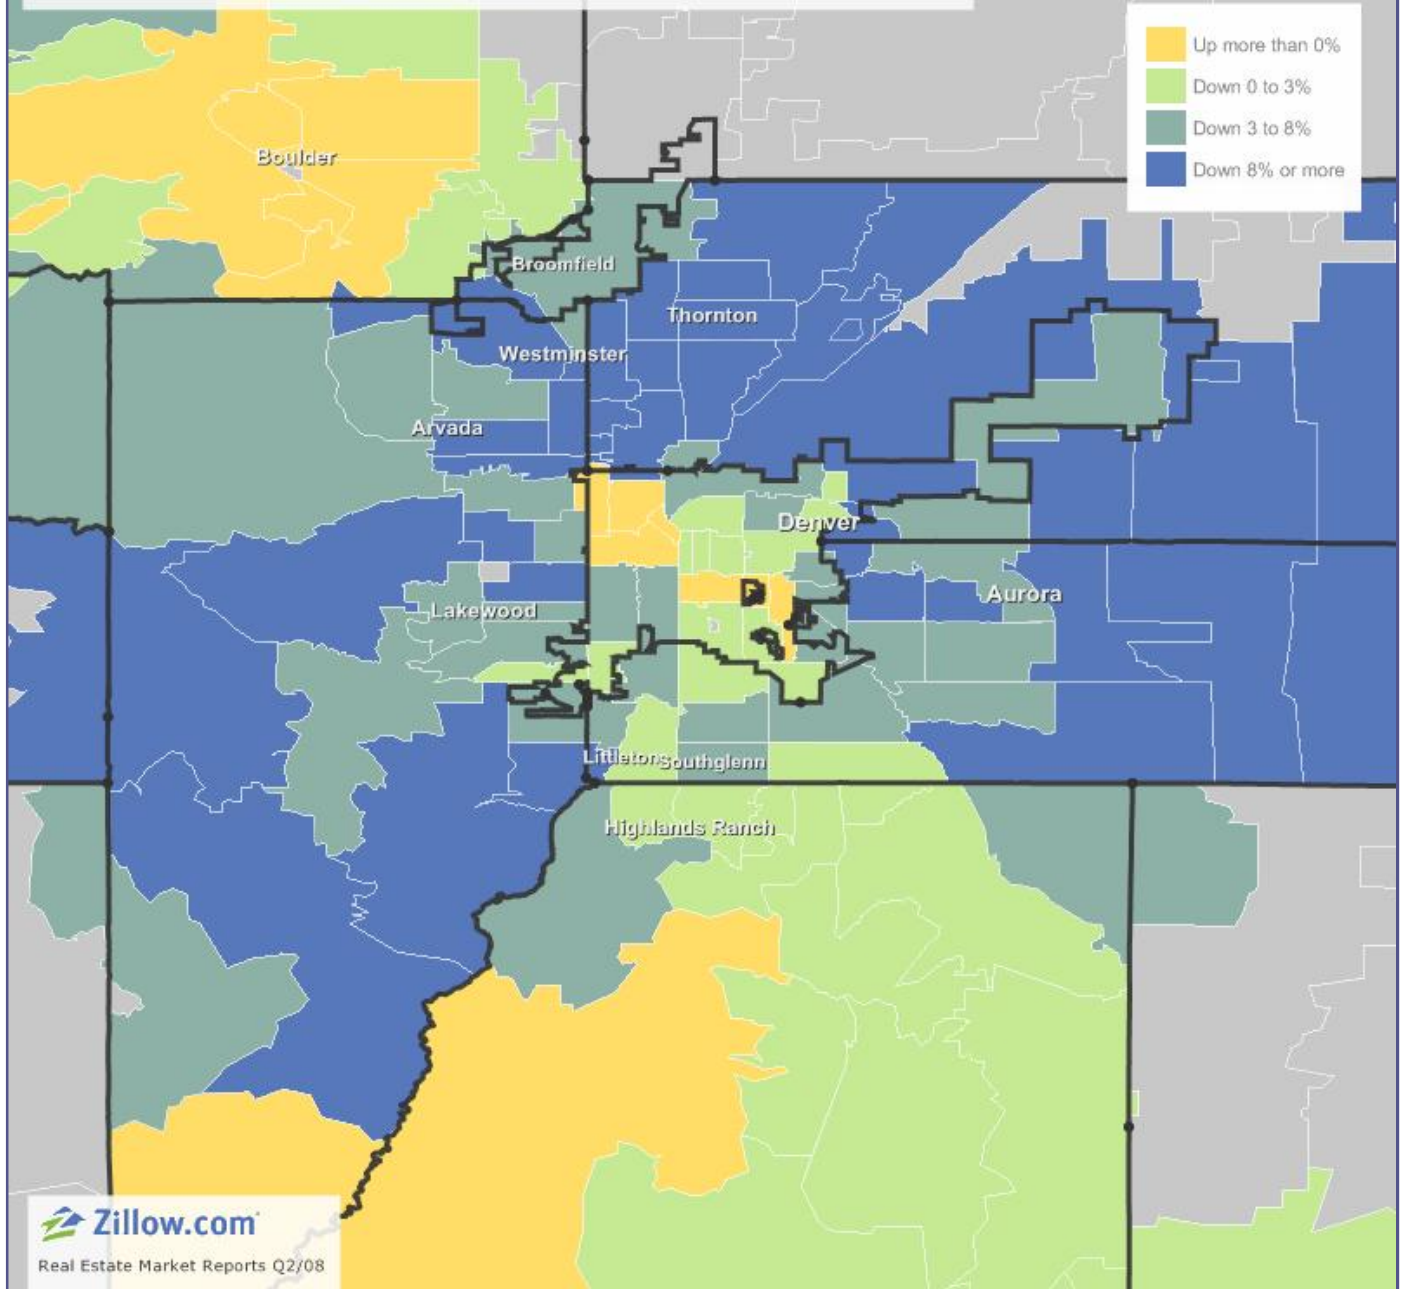 Up more than 0%
Down 0 to 3%
Down 3 to 8%
Down 8% or more
Boulder
Broomfield
Thornton
Westminster
Arvada
Denver
Aurora
Lakewood
Littleton
Southglenn
Highlands Ranch
Zillow.com
Real Estate Market Reports Q2/08